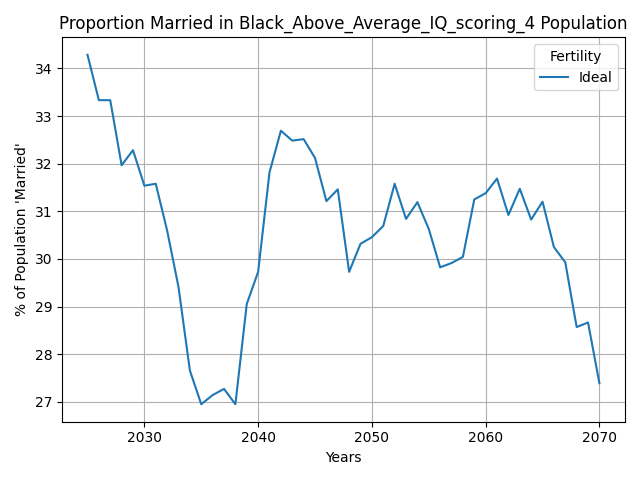 Proportion Married in Black_Above_Average_IQ_scoring_4 Population
Fertility
Ideal
% of Population 'Married'
34
33
32
31
30
29
28
27
2030 2040 2050 2060 2070
Years